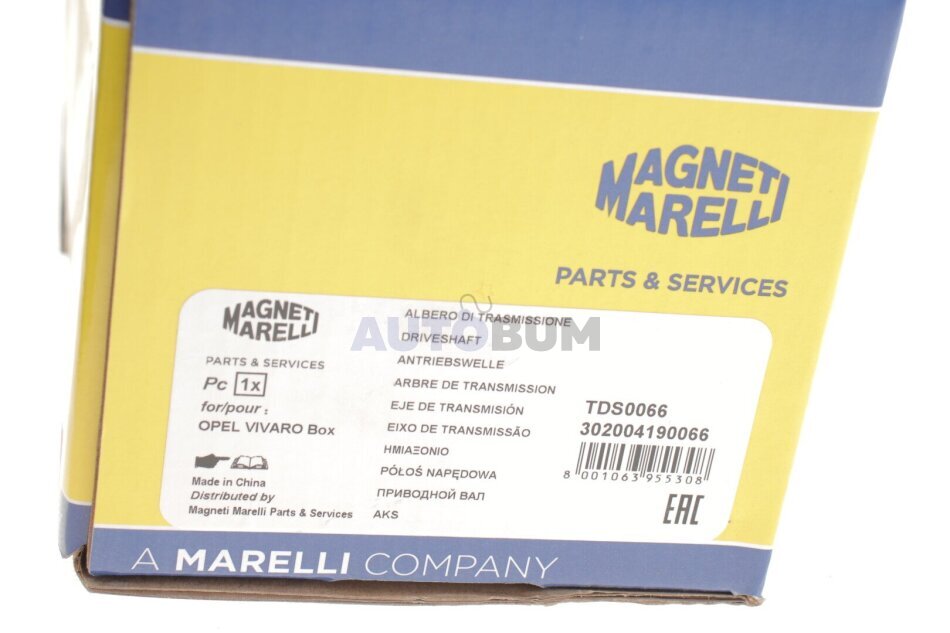 MAGNETI
MARELLI
PARTS & SERVICES
MAGNETI
MARELLI
PARTS & SERVICES
Pc 1x
for/pour :
OPEL VIVARO Box
Made in China
Distributed by
Magneti Marelli Parts & Services
ALBERO DI TRASMISSIONE
DRIVESHAFT
ANTRIEBSWELLE
ARBRE DE TRANSMISSION
EJE DE TRANSMISIÓN
EIXO DE TRANSMISSÃO
ΗΜΙΑΞΟΝΙΟ
PÓŁOŚ NAPĘDOWA
ПРИВОДНОЙ ВАЛ
AKS
TDS0066
302004190066
8 001063 955308
EAC
AUTOBUM
A MARELLI COMPANY